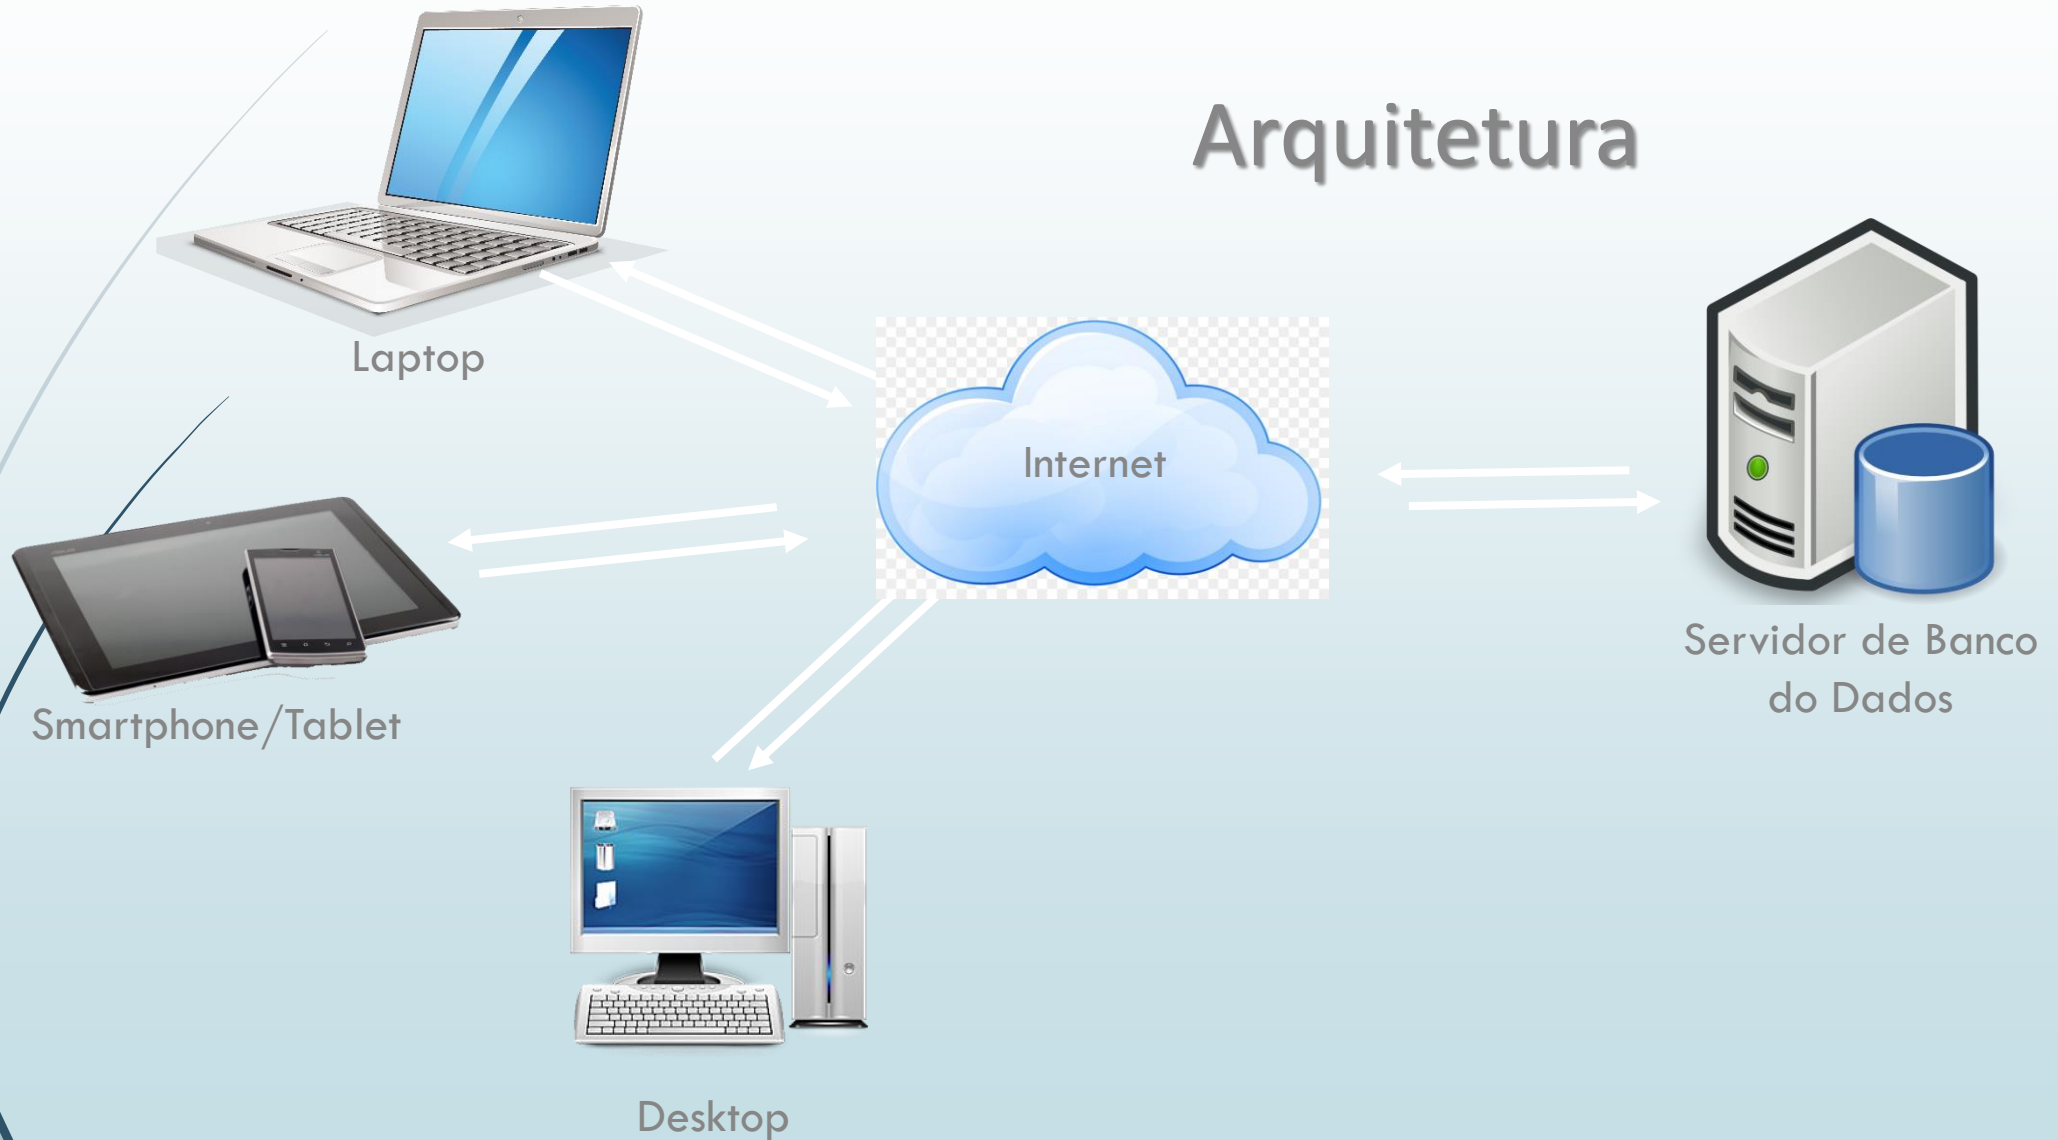 Arquitetura
Laptop
Internet
Smartphone/Tablet
Servidor de Banco
do Dados
Desktop